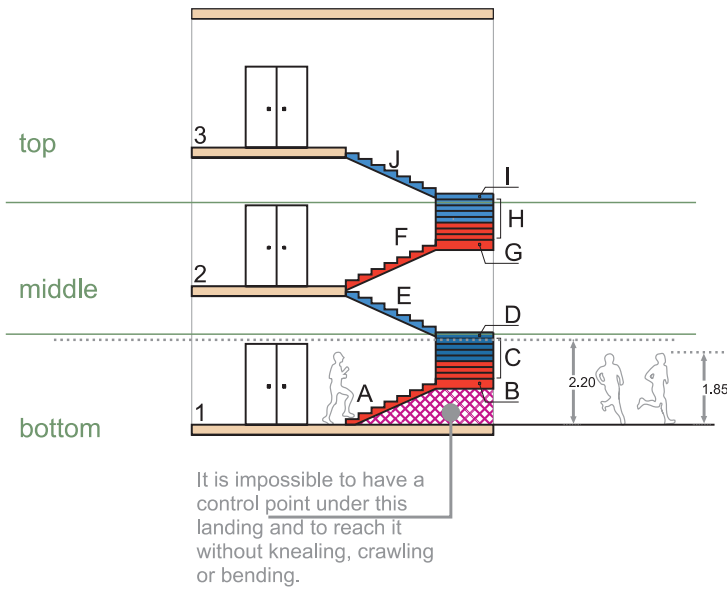 top
3
J
I
H
F
G
2
middle
E
D
C
2.20
1.85
A
B
1
bottom
It is impossible to have a
control point under this
landing and to reach it
without knealing, crawling
or bending.